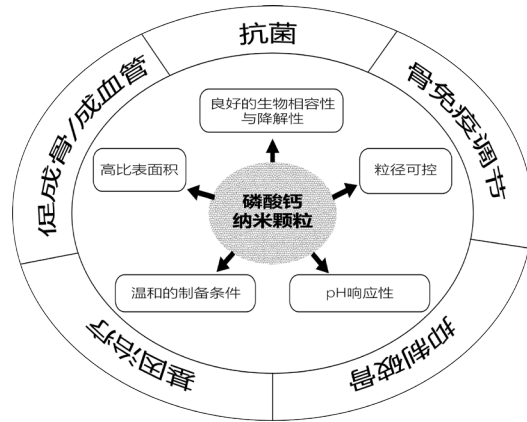 抗菌
促成骨/成血管
骨免疫调节
良好的生物相容性
与降解性
高比表面积
粒径可控
磷酸钙
纳米颗粒
温和的制备条件
pH响应性
基因治疗
抑制破骨